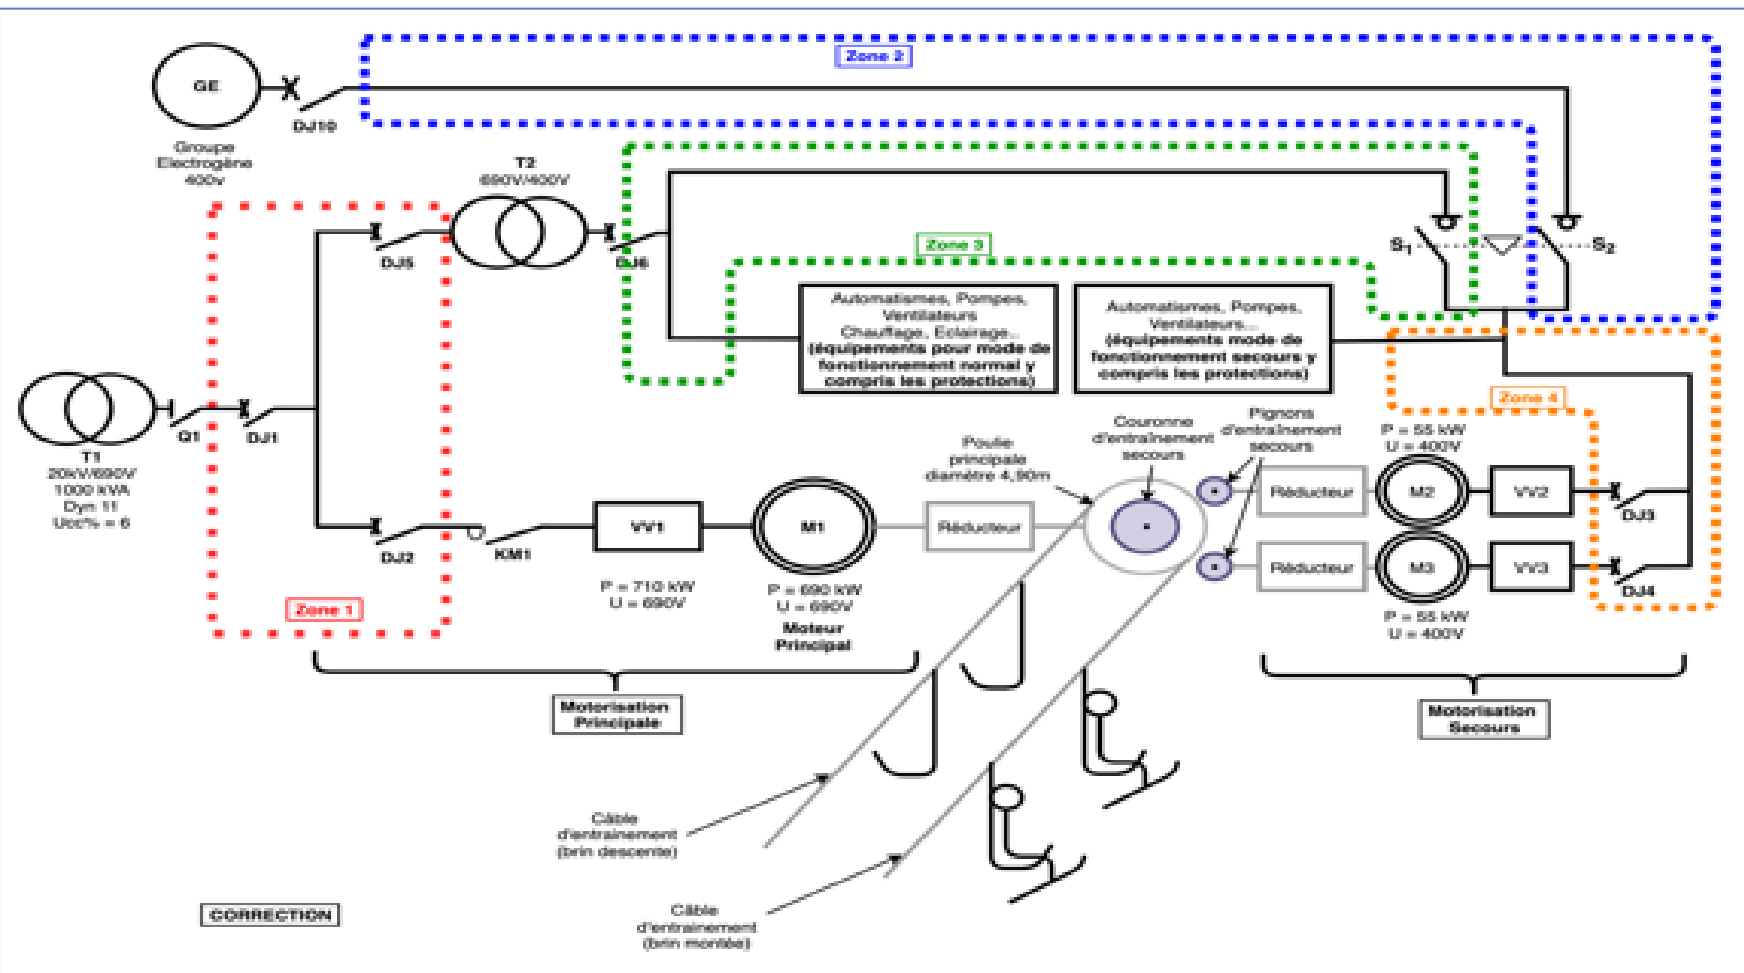 Zone 2
GE
DJ10
Groupe
Electrogène
400v
T2
690V/400V
DJ5
DJ6
Zone 3
S1
S2
Automatismes, Pompes,
Ventilateurs
Chauffage, Eclairage...
(équipements pour mode de
fonctionnement normal y
compris les protections)
Automatismes, Pompes,
Ventilateurs...
(équipements mode de
fonctionnement secours y
compris les protections)
Zone 4
Q1
DJ1
T1
20kV/690V
1000 kVA
Dyn 11
Ucc% = 6
Poulie
principale
diamètre 4,90m
Couronne
d'entraînement
secours
Pignons
d'entraînement
secours
P = 55 kW
U = 400V
Réducteur
M2
VV2
DJ3
DJ2
KM1
VV1
M1
Réducteur
Réducteur
M3
VV3
DJ4
P = 55 kW
U = 400V
Zone 1
P = 710 kW
U = 690V
P = 690 kW
U = 690V
Moteur
Principal
Motorisation
Principale
Motorisation
Secours
Câble
d'entrainement
(brin descente)
Câble
d'entrainement
(brin montée)
CORRECTION